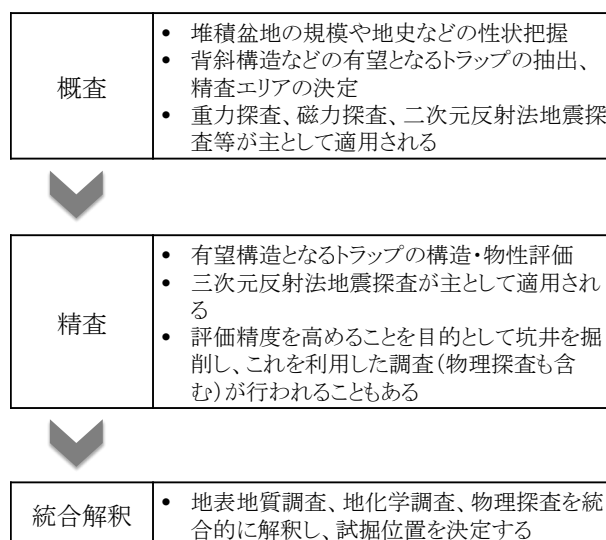 概査
• 堆積盆地の規模や地史などの性状把握
• 背斜構造などの有望となるトラップの抽出、
精査エリアの決定
• 重力探査、磁力探査、二次元反射法地震探
査等が主として適用される
精査
• 有望構造となるトラップの構造・物性評価
• 三次元反射法地震探査が主として適用され
る
• 評価精度を高めることを目的として坑井を掘
削し、これを利用した調査(物理探査も含
む)が行われることもある
統合解釈
• 地表地質調査、地化学調査、物理探査を統
合的に解釈し、試掘位置を決定する